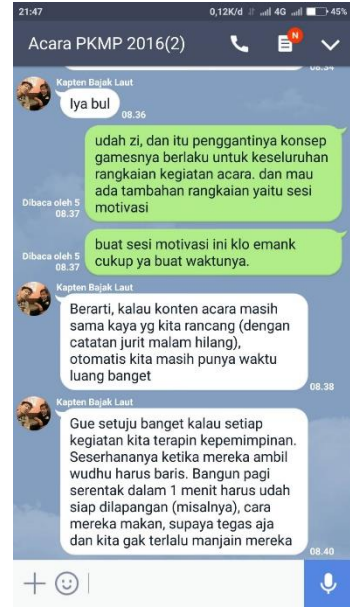 21:47 0,12K/d 4G 45%
Acara PKMP 2016(2) N
08.34
Kapten Bajak Laut
Iya bul
08.36
udah zi, dan itu penggantinya konsep
gamesnya berlaku untuk keseluruhan
rangkaian kegiatan acara. dan mau
ada tambahan rangkaian yaitu sesi
motivasi
Dibaca oleh 5
08.37
buat sesi motivasi ini klo emank
cukup ya buat waktunya.
Dibaca oleh 5
08.37
Kapten Bajak Laut
Berarti, kalau konten acara masih
sama kaya yg kita rancang (dengan
catatan jurit malam hilang),
otomatis kita masih punya waktu
luang banget
08.38
Kapten Bajak Laut
Gue setuju banget kalau setiap
kegiatan kita terapin kepemimpinan.
Seserhananya ketika mereka ambil
wudhu harus baris. Bangun pagi
serentak dalam 1 menit harus udah
siap dilapangan (misalnya), cara
mereka makan, supaya tegas aja
dan kita gak terlalu manjain mereka
08.40